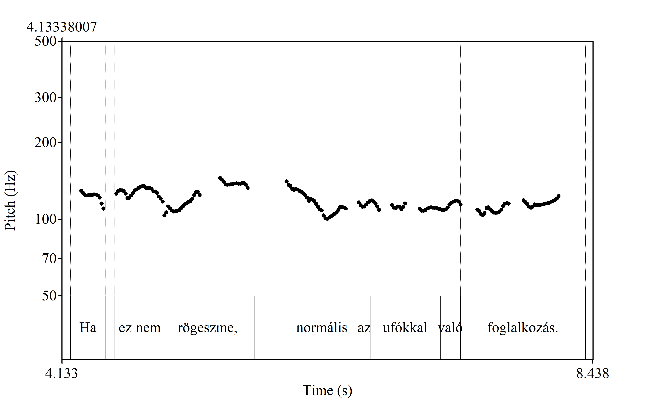 4.13338007
500
300
200
100
70
50
Pitch (Hz)
Ha ez nem rögeszme, normális az ufókkal való foglalkozás.
4.133 8.438
Time (s)